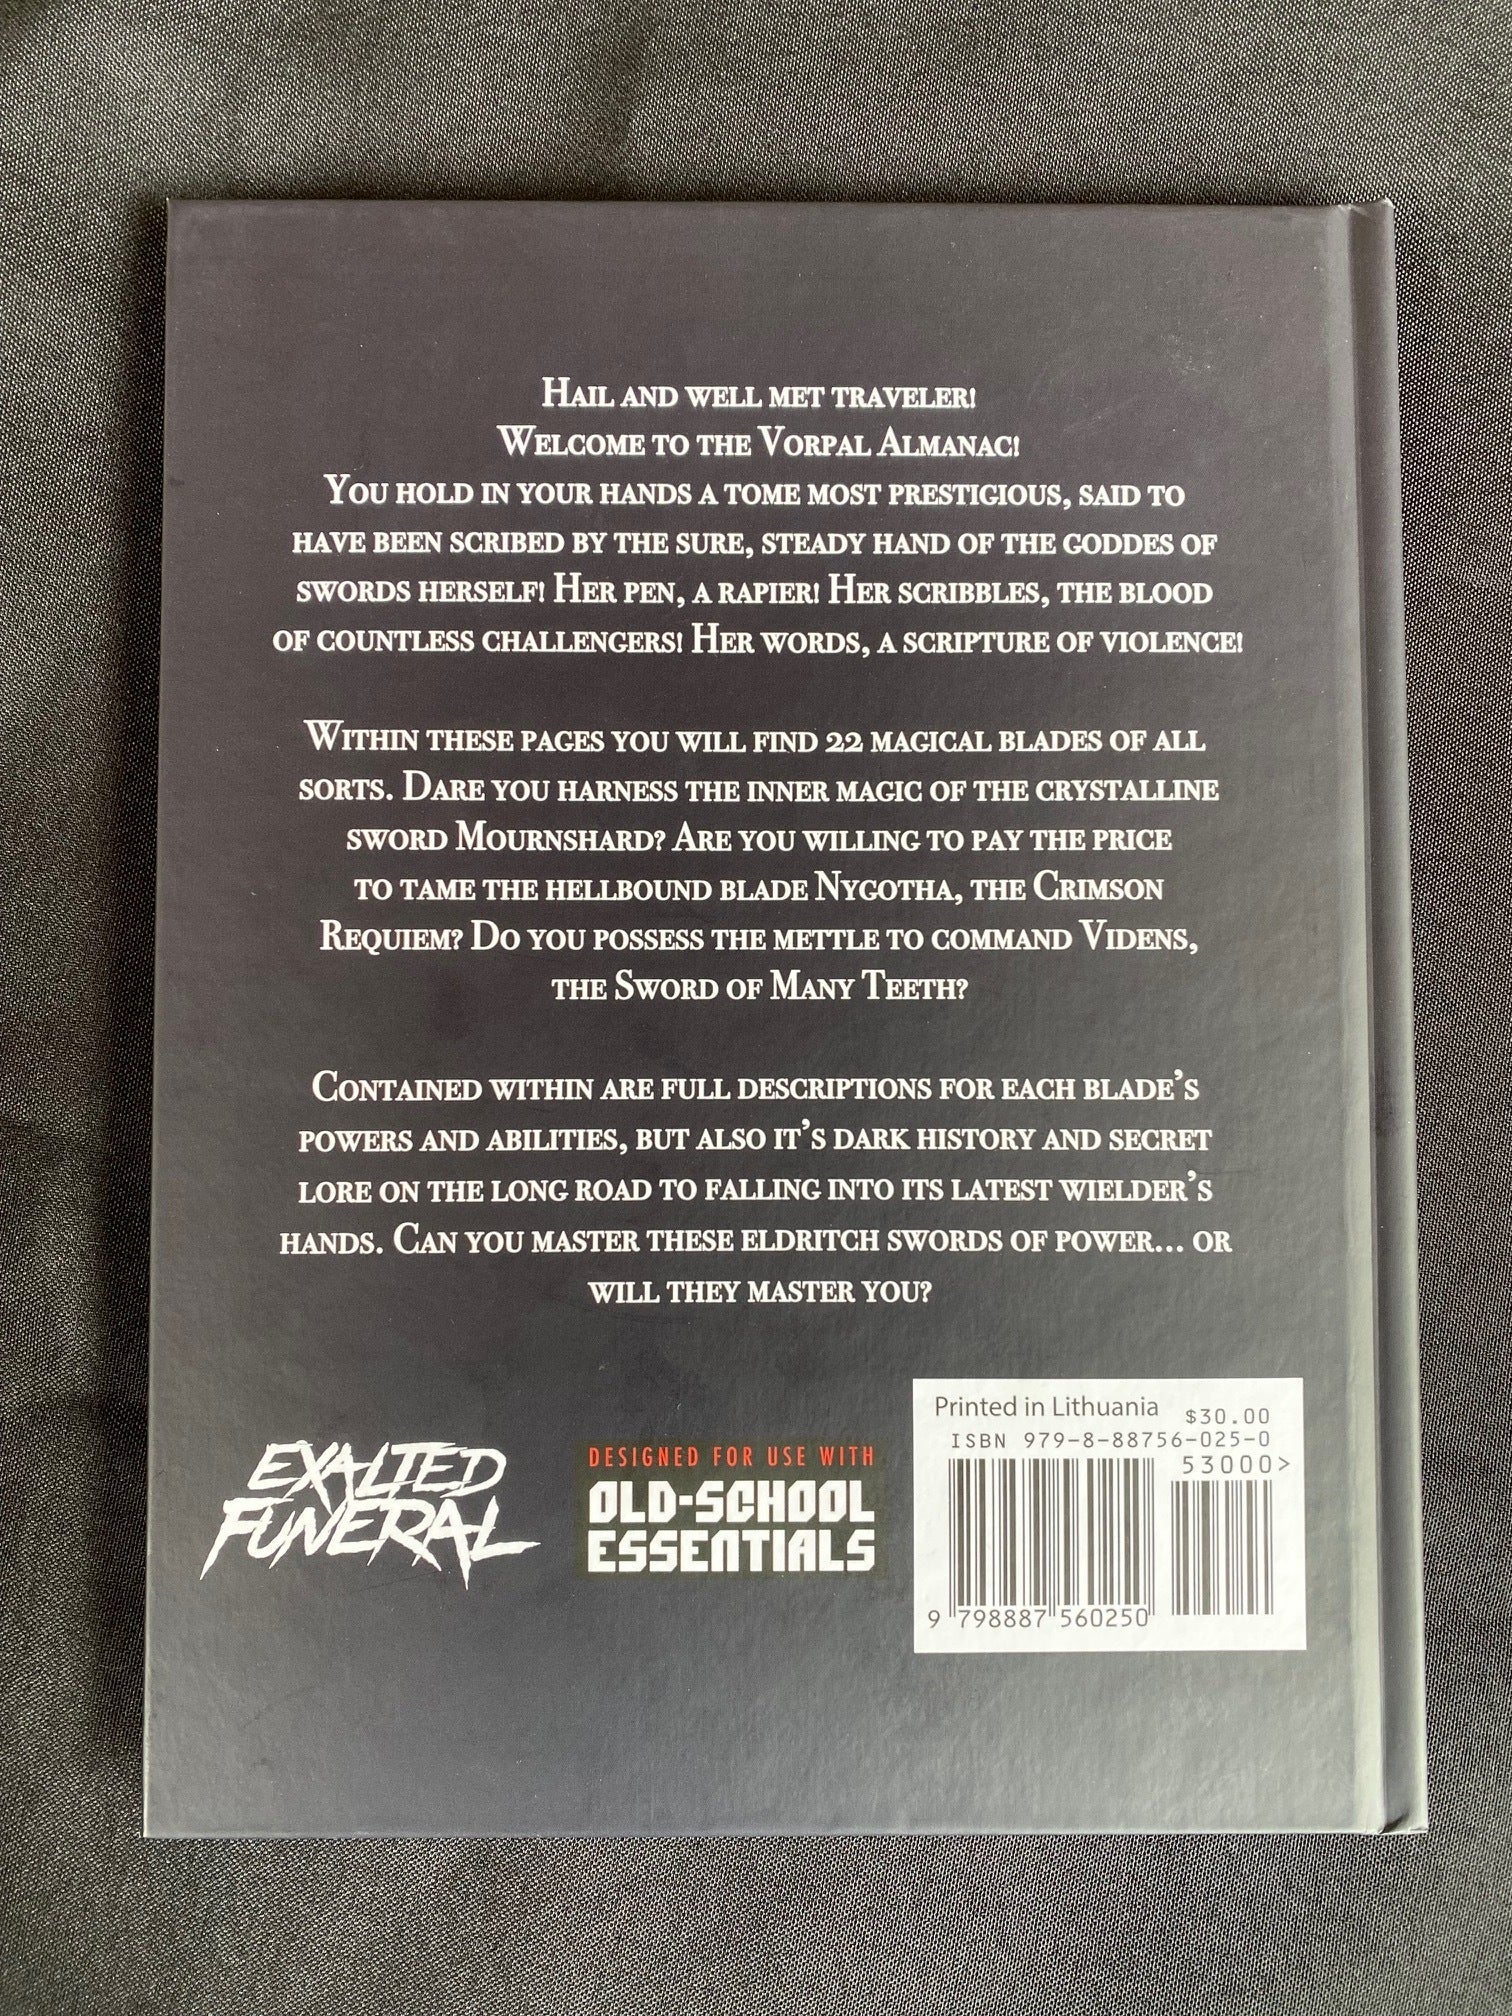 Hail and well met traveler!
Welcome to the Vorpal Almanac!
You hold in your hands a tome most prestigious, said to
have been scribed by the sure, steady hand of the goddes of
swords herself! Her pen, a rapier! Her scribbles, the blood
of countless challengers! Her words, a scripture of violence!
Within these pages you will find 22 magical blades of all
sorts. Dare you harness the inner magic of the crystalline
sword Mournshard? Are you willing to pay the price
to tame the hellbound blade Nygotha, the Crimson
Requiem? Do you possess the mettle to command Videns,
the Sword of Many Teeth?
Contained within are full descriptions for each blade's
powers and abilities, but also it's dark history and secret
lore on the long road to falling into its latest wielder's
hands. Can you master these eldritch swords of power... or
will they master you?
EXALTED
FUNERAL
DESIGNED FOR USE WITH
OLD-SCHOOL
ESSENTIALS
Printed in Lithuania $30.00
ISBN 979-8-88756-025-0
53000>
9 798887 560250